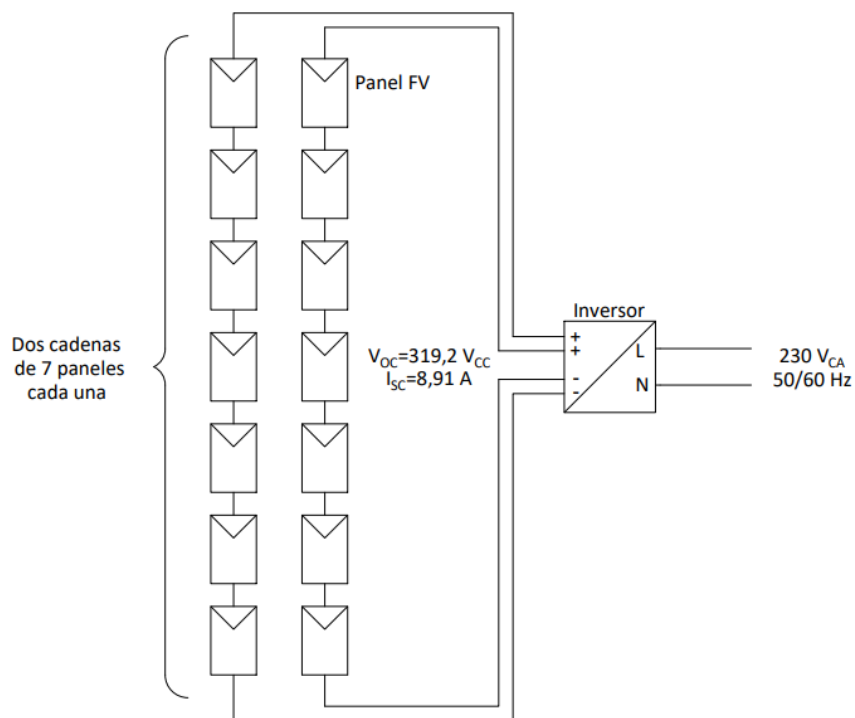 Panel FV
Dos cadenas
de 7 paneles
cada una
V_OC=319,2 V_CC
I_SC=8,91 A
Inversor
+
+
-
-
L
N
230 V_CA
50/60 Hz